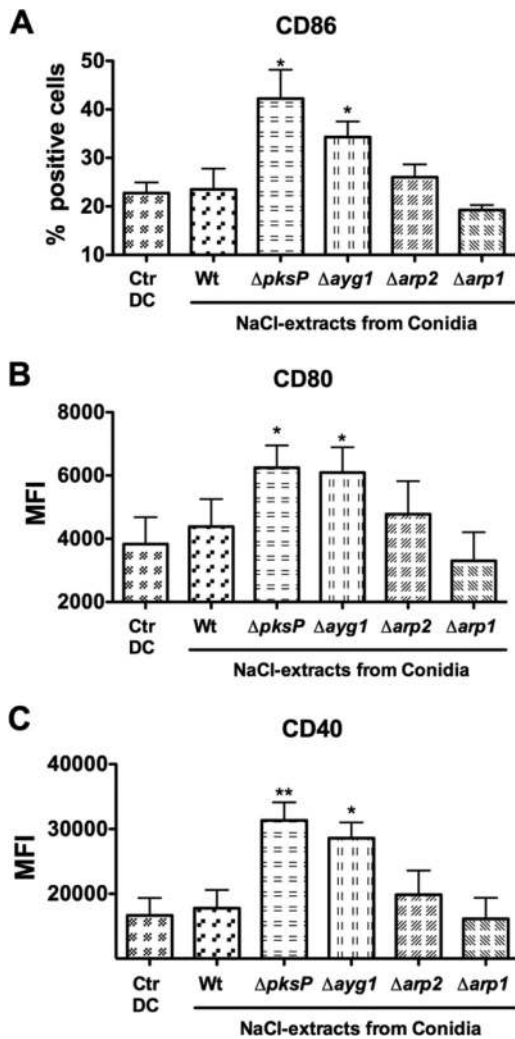 A
CD86
% positive cells
50
40
30
20
10
*
*
Ctr DC
Wt
ΔpksP
Δayg1
Δarp2
Δarp1
NaCl-extracts from Conidia
B
CD80
MFI
8000
6000
4000
2000
*
*
Ctr DC
Wt
ΔpksP
Δayg1
Δarp2
Δarp1
NaCl-extracts from Conidia
C
CD40
MFI
40000
30000
20000
**
*
Ctr DC
Wt
ΔpksP
Δayg1
Δarp2
Δarp1
NaCl-extracts from Conidia